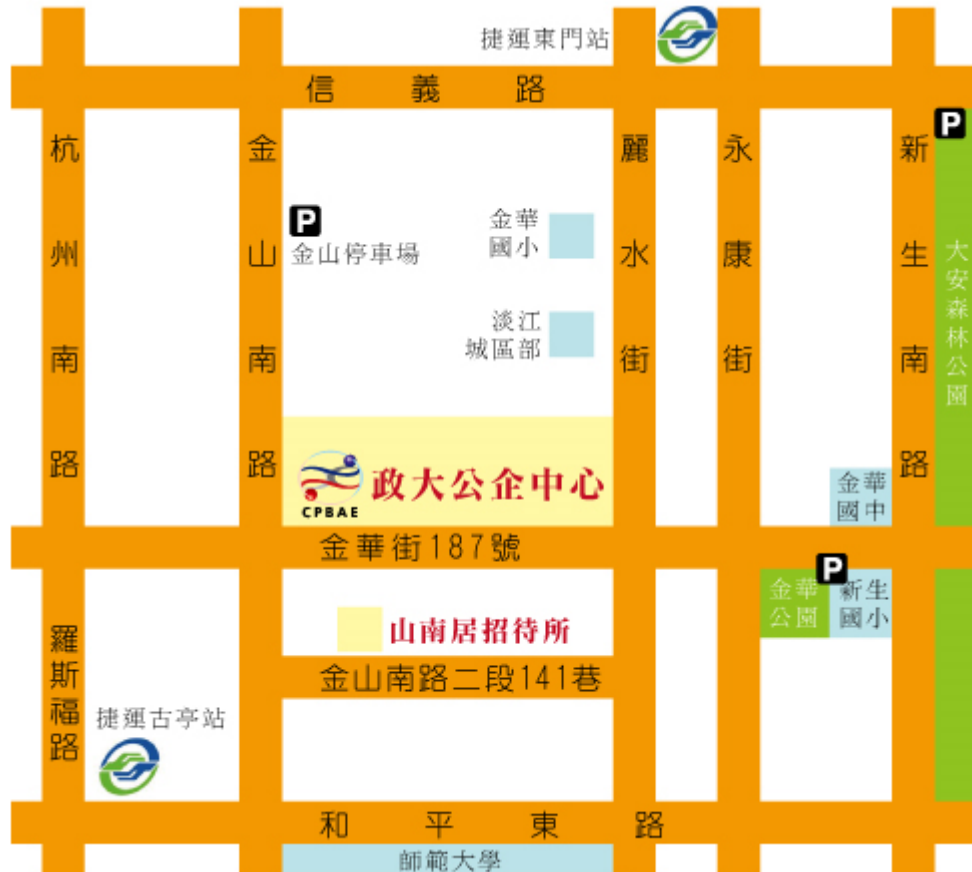 捷運東門站
信義路
杭州南路
金山南路
麗水街
永康街
新生南路
P
P
金山停車場
金華
國小
大安森林公園
淡江
城區部
CPBAE
政大公企中心
金華
國中
金華街187號
P
金華
公園
新生
國小
羅斯福路
山南居招待所
金山南路二段141巷
捷運古亭站
和平東路
師範大學